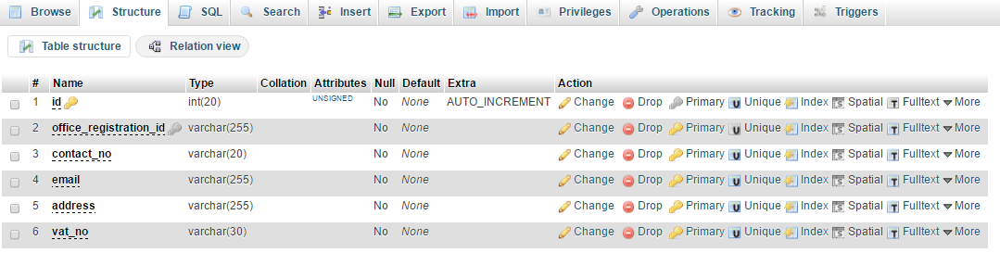 Browse Structure SQL Search Insert Export Import Privileges Operations Tracking Triggers
Table structure Relation view
# Name Type Collation Attributes Null Default Extra Action
1 id int(20) UNSIGNED No None AUTO_INCREMENT Change Drop Primary Unique Index Spatial Fulltext More
2 office_registration_id varchar(255) No None Change Drop Primary Unique Index Spatial Fulltext More
3 contact_no varchar(20) No None Change Drop Primary Unique Index Spatial Fulltext More
4 email varchar(255) No None Change Drop Primary Unique Index Spatial Fulltext More
5 address varchar(255) No None Change Drop Primary Unique Index Spatial Fulltext More
6 vat_no varchar(30) No None Change Drop Primary Unique Index Spatial Fulltext More